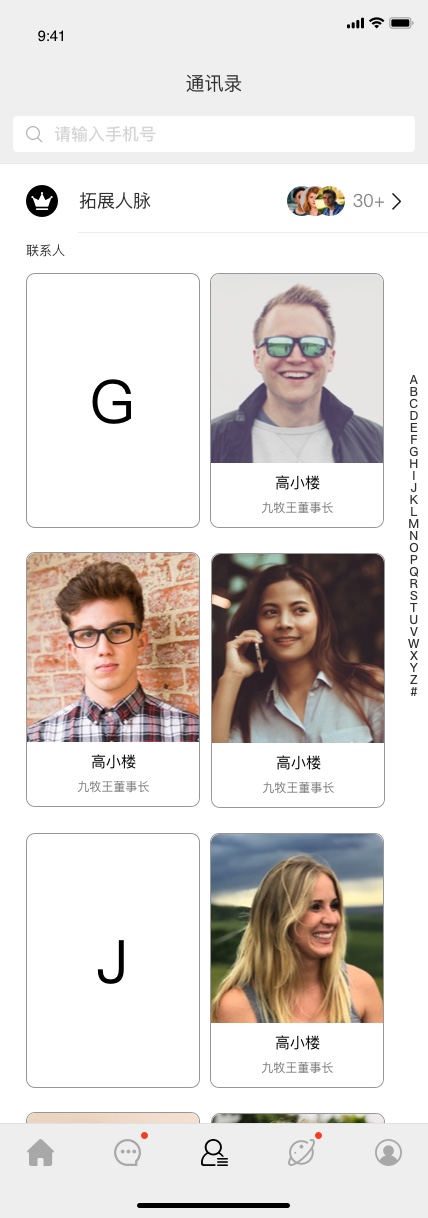 9:41
通讯录
请输入手机号
拓展人脉
30+
联系人
G
高小楼
九牧王董事长
高小楼
九牧王董事长
高小楼
九牧王董事长
J
高小楼
九牧王董事长
A
B
C
D
E
F
G
H
I
J
K
L
M
N
O
P
Q
R
S
T
U
V
W
X
Y
Z
#